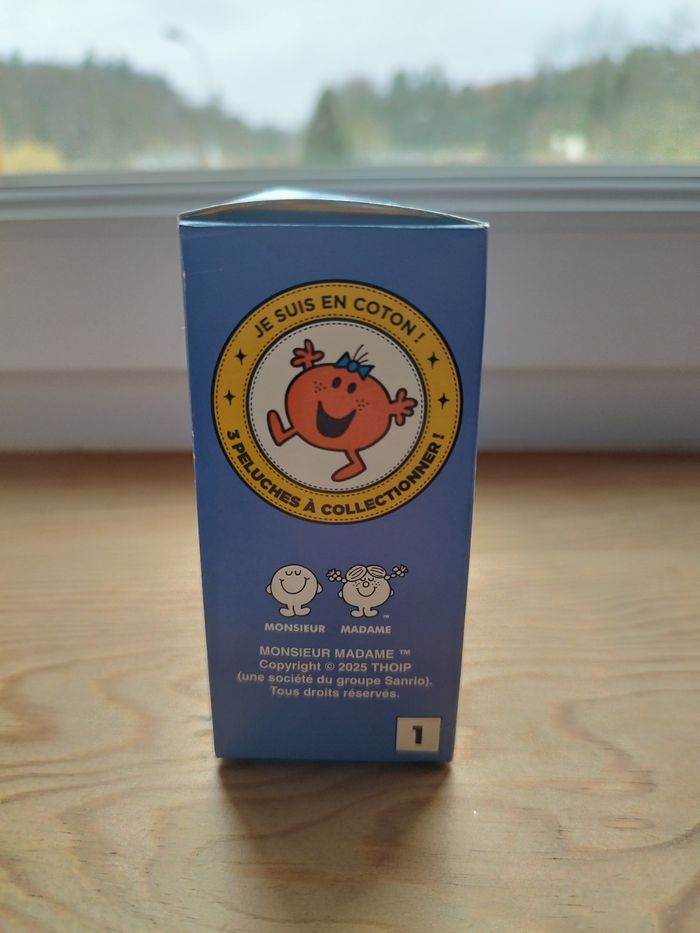 JE SUIS EN COTON !
3 PELUCHES À COLLECTIONNER !
MONSIEUR MADAME ™
MONSIEUR MADAME ™
Copyright © 2025 THOIP
(une société du groupe Sanrio).
Tous droits réservés.
1